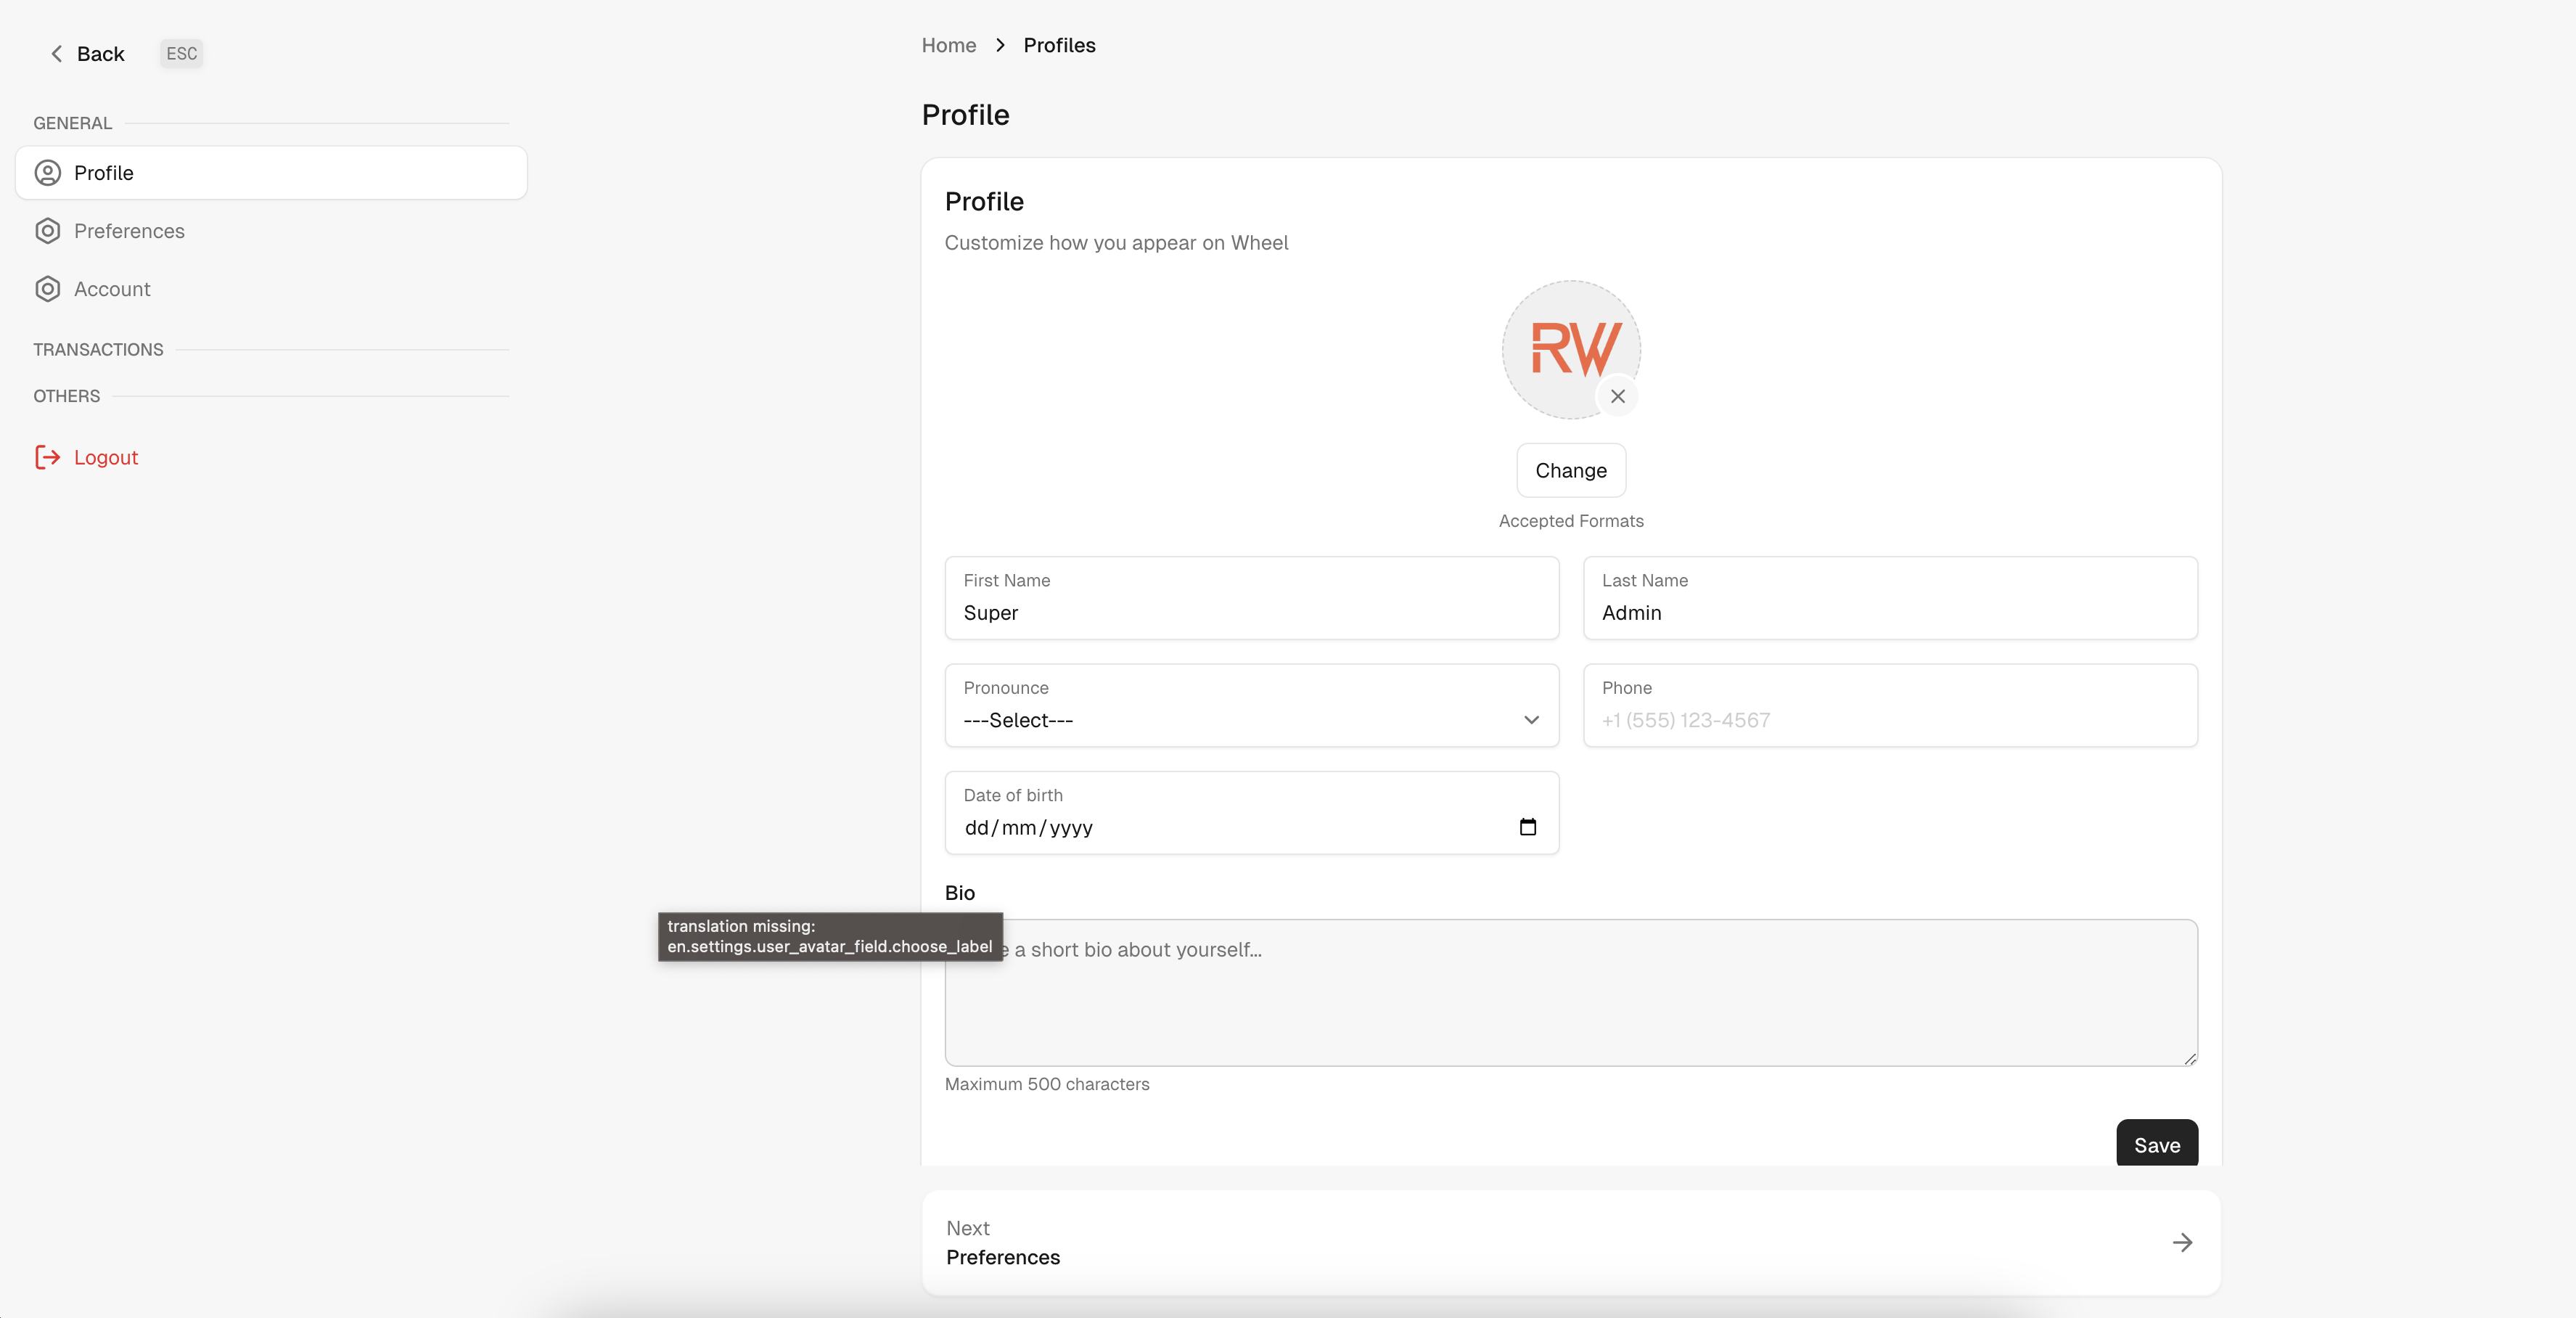 Back ESC
GENERAL
Profile
Preferences
Account
TRANSACTIONS
OTHERS
Logout
Home Profiles
Profile
Profile
Customize how you appear on Wheel
RW
Change
Accepted Formats
First Name
Super
Last Name
Admin
Pronounce
---Select---
Phone
+1 (555) 123-4567
Date of birth
dd/mm/yyyy
Bio
translation missing:
en.settings.user_avatar_field.choose_label
a short bio about yourself...
Maximum 500 characters
Save
Next
Preferences